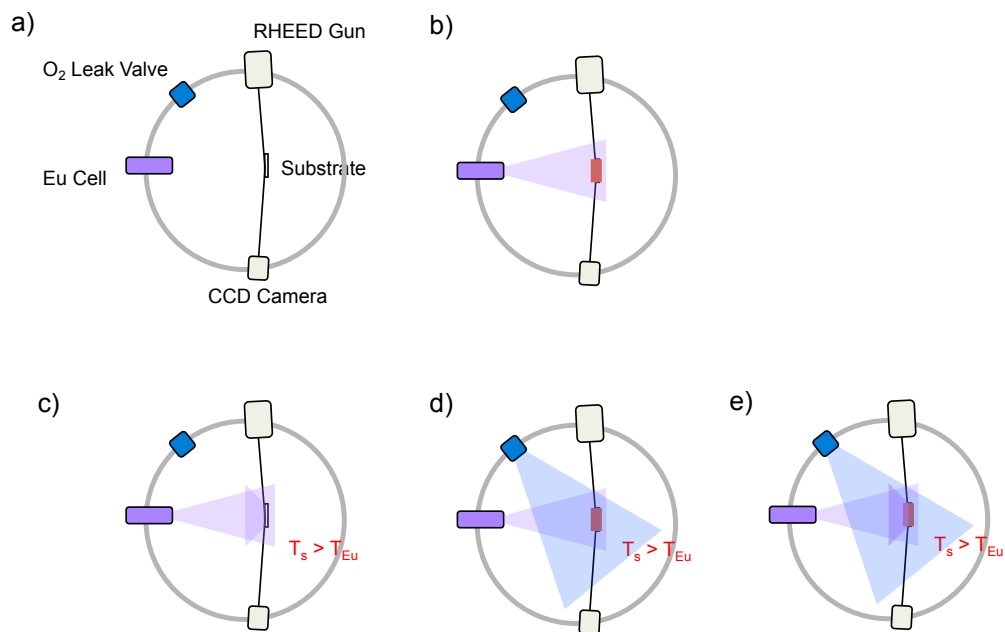 a)
RHEED Gun
O₂ Leak Valve
Substrate
Eu Cell
CCD Camera
b)
c)
Tₛ > T_Eu
d)
Tₛ > T_Eu
e)
Tₛ > T_Eu